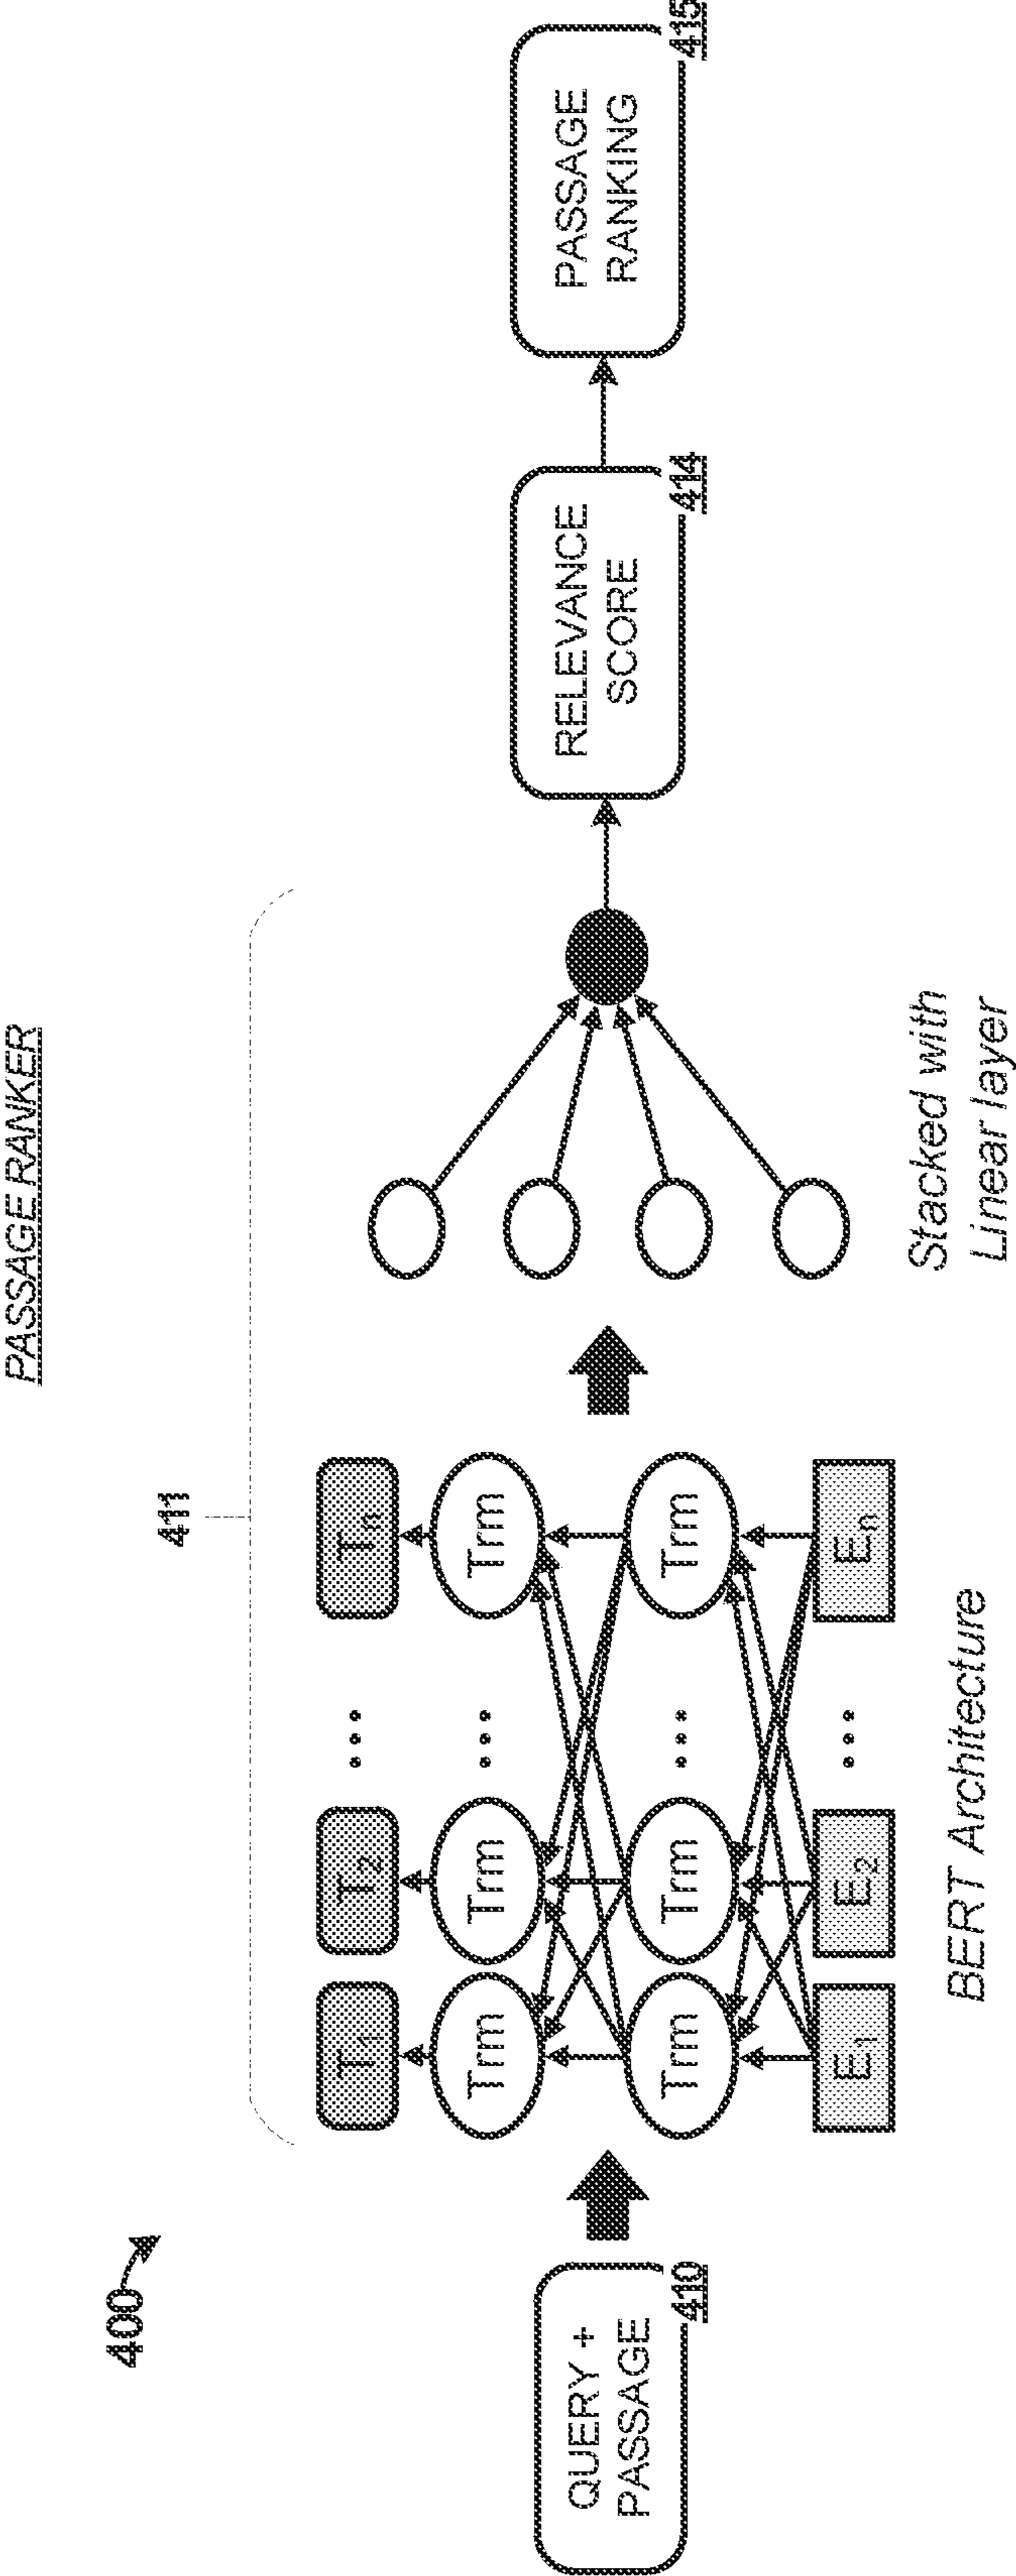 PASSAGE RANKER
400
411
T1 T2 ... Tn
Trm Trm ... Trm
Trm Trm ... Trm
E1 E2 ... En
QUERY +
PASSAGE
410
RELEVANCE
SCORE
414
PASSAGE
RANKING
415
BERT Architecture
Stacked with
Linear layer